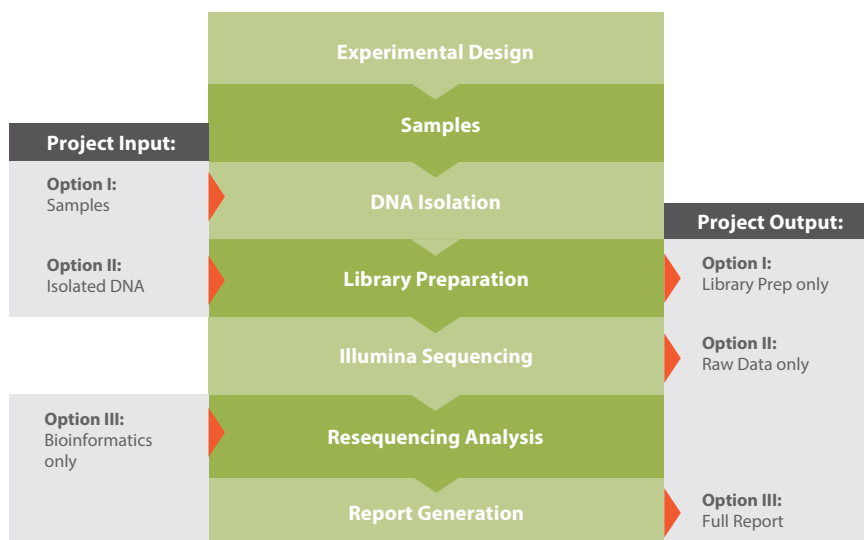 Experimental Design
Samples
Project Input:
Option I:
Samples
DNA Isolation
Project Output:
Option II:
Isolated DNA
Library Preparation
Option I:
Library Prep only
Illumina Sequencing
Option II:
Raw Data only
Option III:
Bioinformatics
only
Resequencing Analysis
Report Generation
Option III:
Full Report